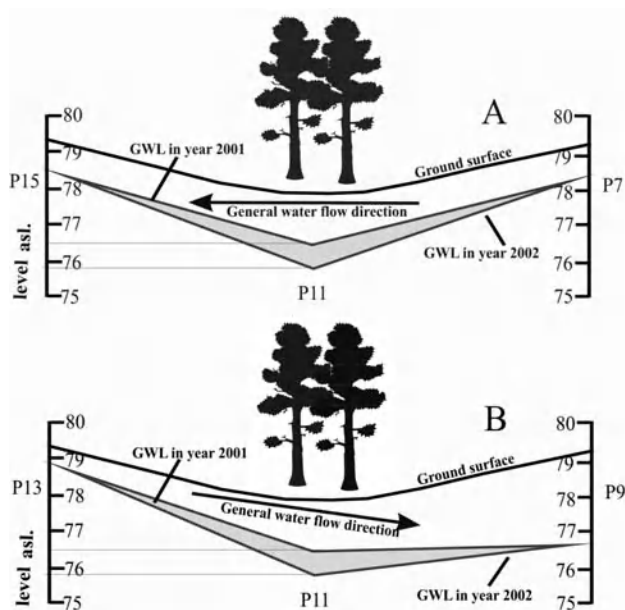 A
80
79
78
77
76
75
P15
level asl.
GWL in year 2001
Ground surface
General water flow direction
GWL in year 2002
P11
80
79
78
77
76
75
P7
B
80
79
78
77
76
75
P13
level asl.
GWL in year 2001
Ground surface
General water flow direction
GWL in year 2002
P11
80
79
78
77
76
75
P9